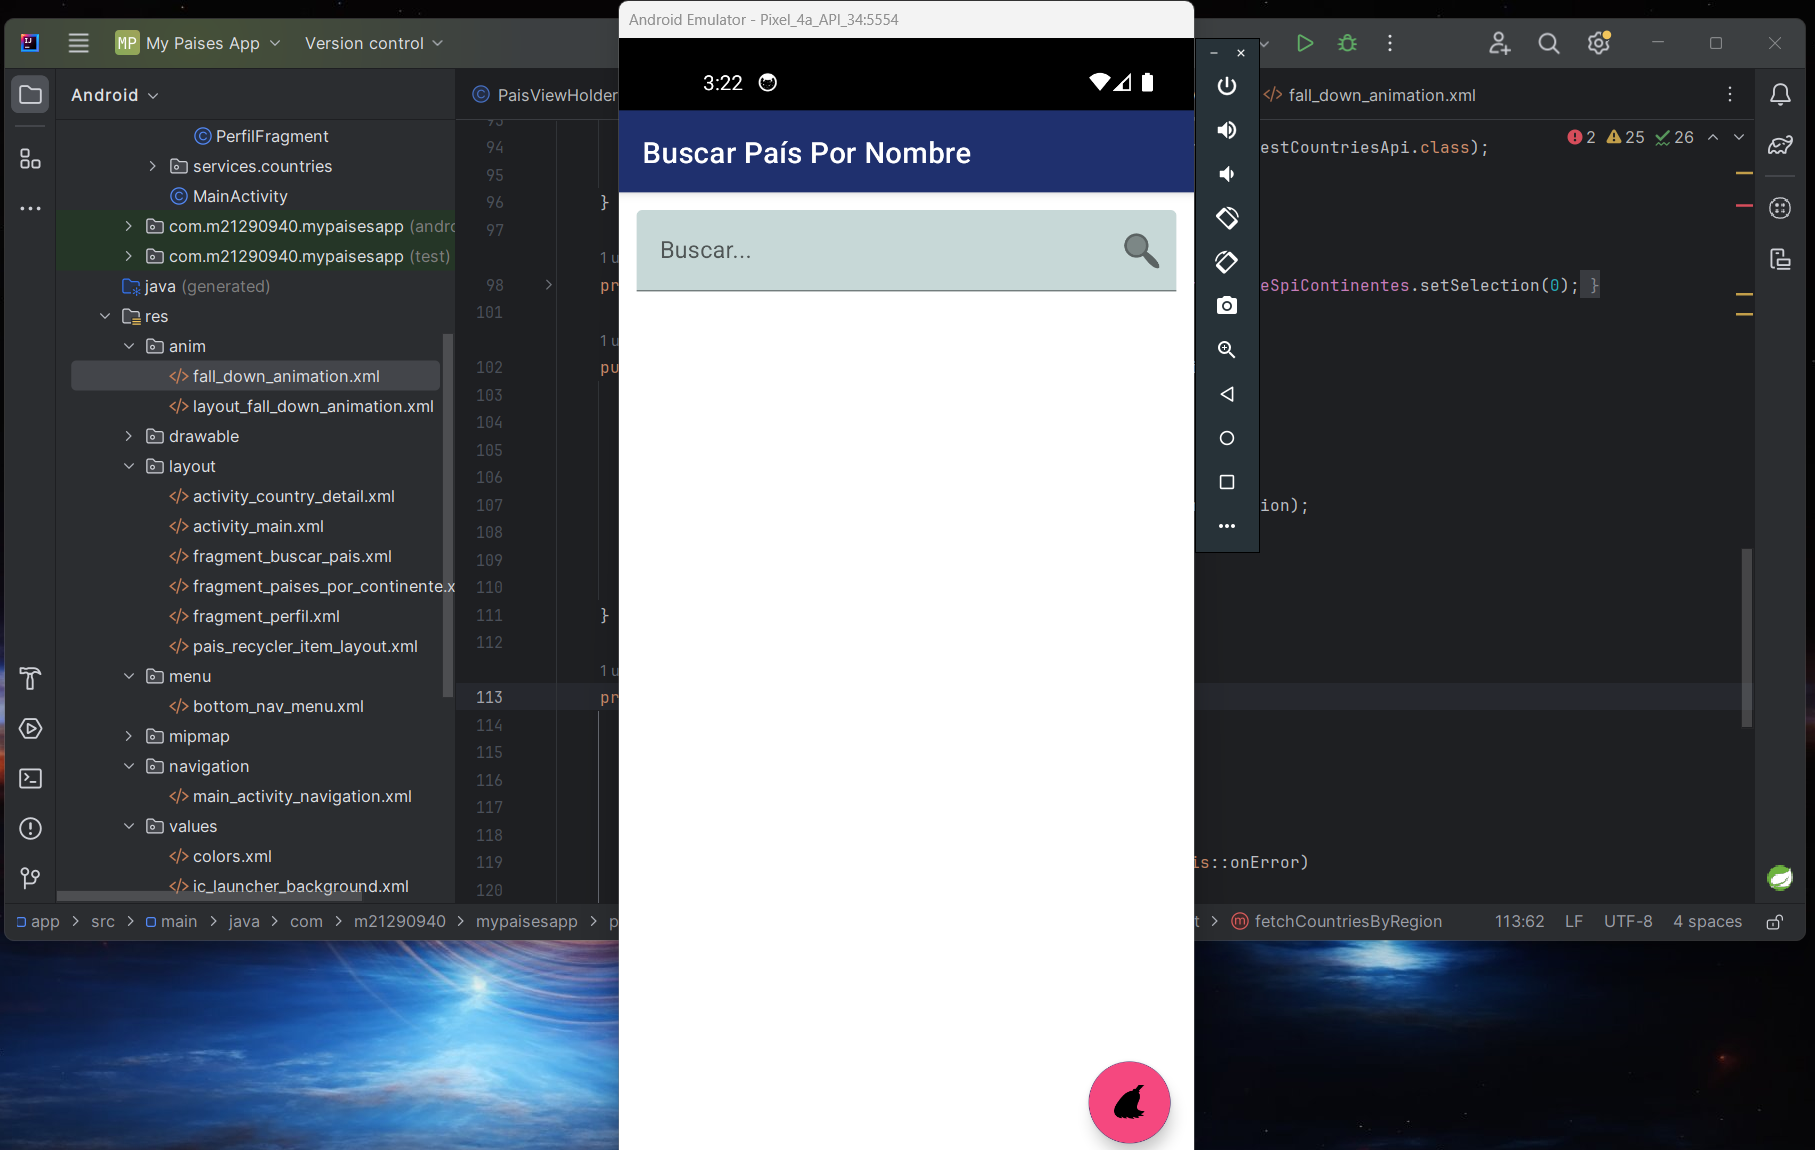 Android Emulator - Pixel_4a_API_34:5554
MP My Paises App
Version control
Android
PaisViewHolder
fall_down_animation.xml
3:22
Buscar País Por Nombre
Buscar...
PerfilFragment
services.countries
MainActivity
com.m21290940.mypaisesapp (andro
com.m21290940.mypaisesapp (test)
java (generated)
res
anim
fall_down_animation.xml
layout_fall_down_animation.xml
drawable
layout
activity_country_detail.xml
activity_main.xml
fragment_buscar_pais.xml
fragment_paises_por_continente.x
fragment_perfil.xml
pais_recycler_item_layout.xml
menu
bottom_nav_menu.xml
mipmap
navigation
main_activity_navigation.xml
values
colors.xml
ic_launcher_background.xml
93
94
95
96 }
97
1 u
98 pr
101
1 u
102 pu
103
104
105
106
107
108
109
110
111 }
112
1 u
113 pr
114
115
116
117
118
119
120
2 25 26
estCountriesApi.class);
eSpiContinentes.setSelection(0); }
ion);
is::onError)
app > src > main > java > com > m21290940 > mypaisesapp > p
t > m fetchCountriesByRegion
113:62 LF UTF-8 4 spaces